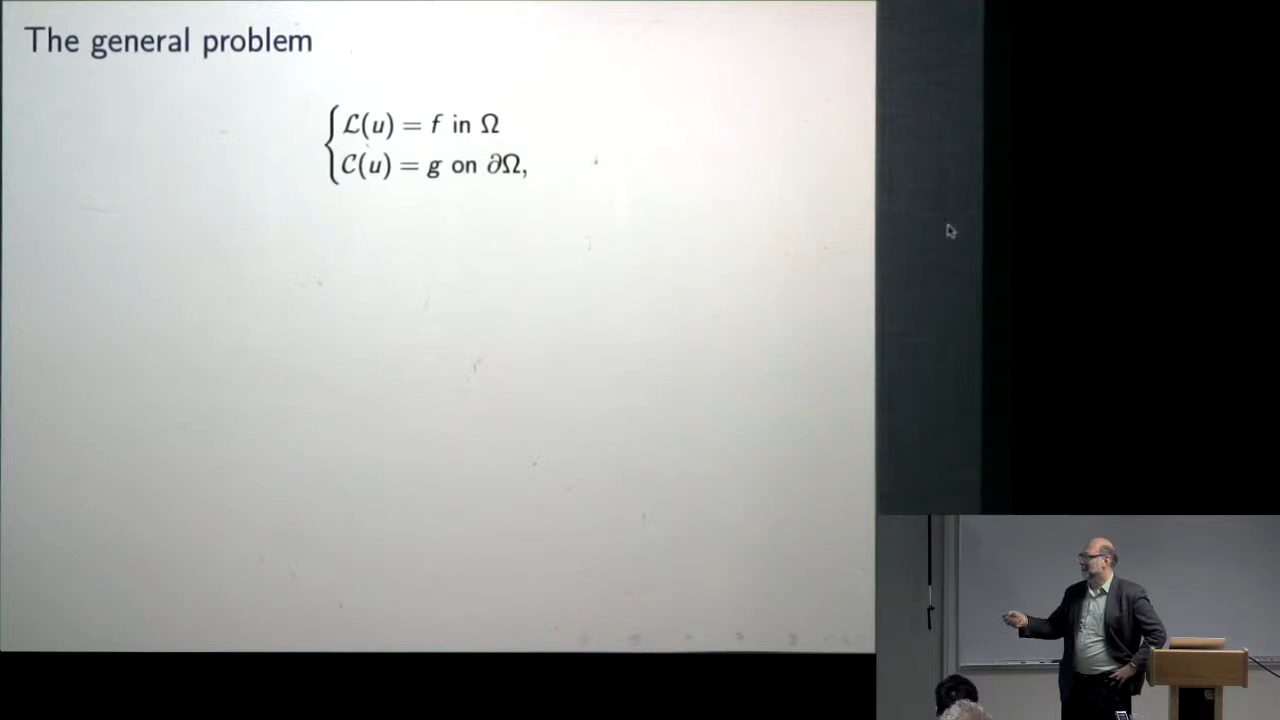 The general problem
ℒ(u) = f in Ω
𝒞(u) = g on ∂Ω,